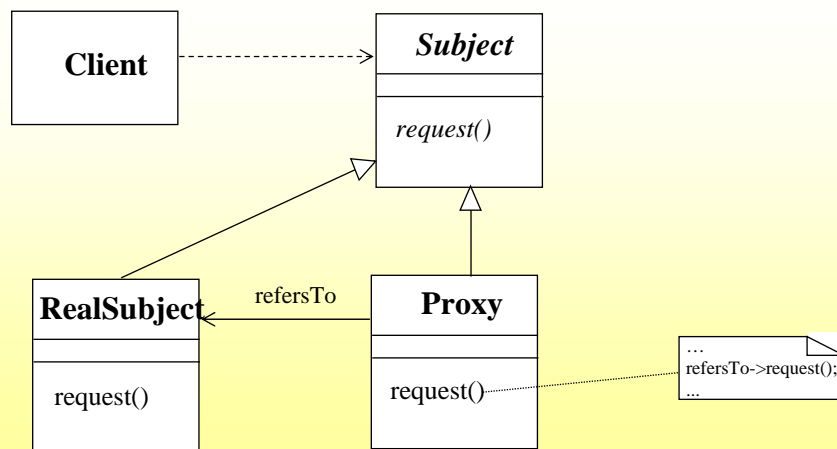 Client
Subject
request()
RealSubject
refersTo
Proxy
request()
request()
…
refersTo->request();
...